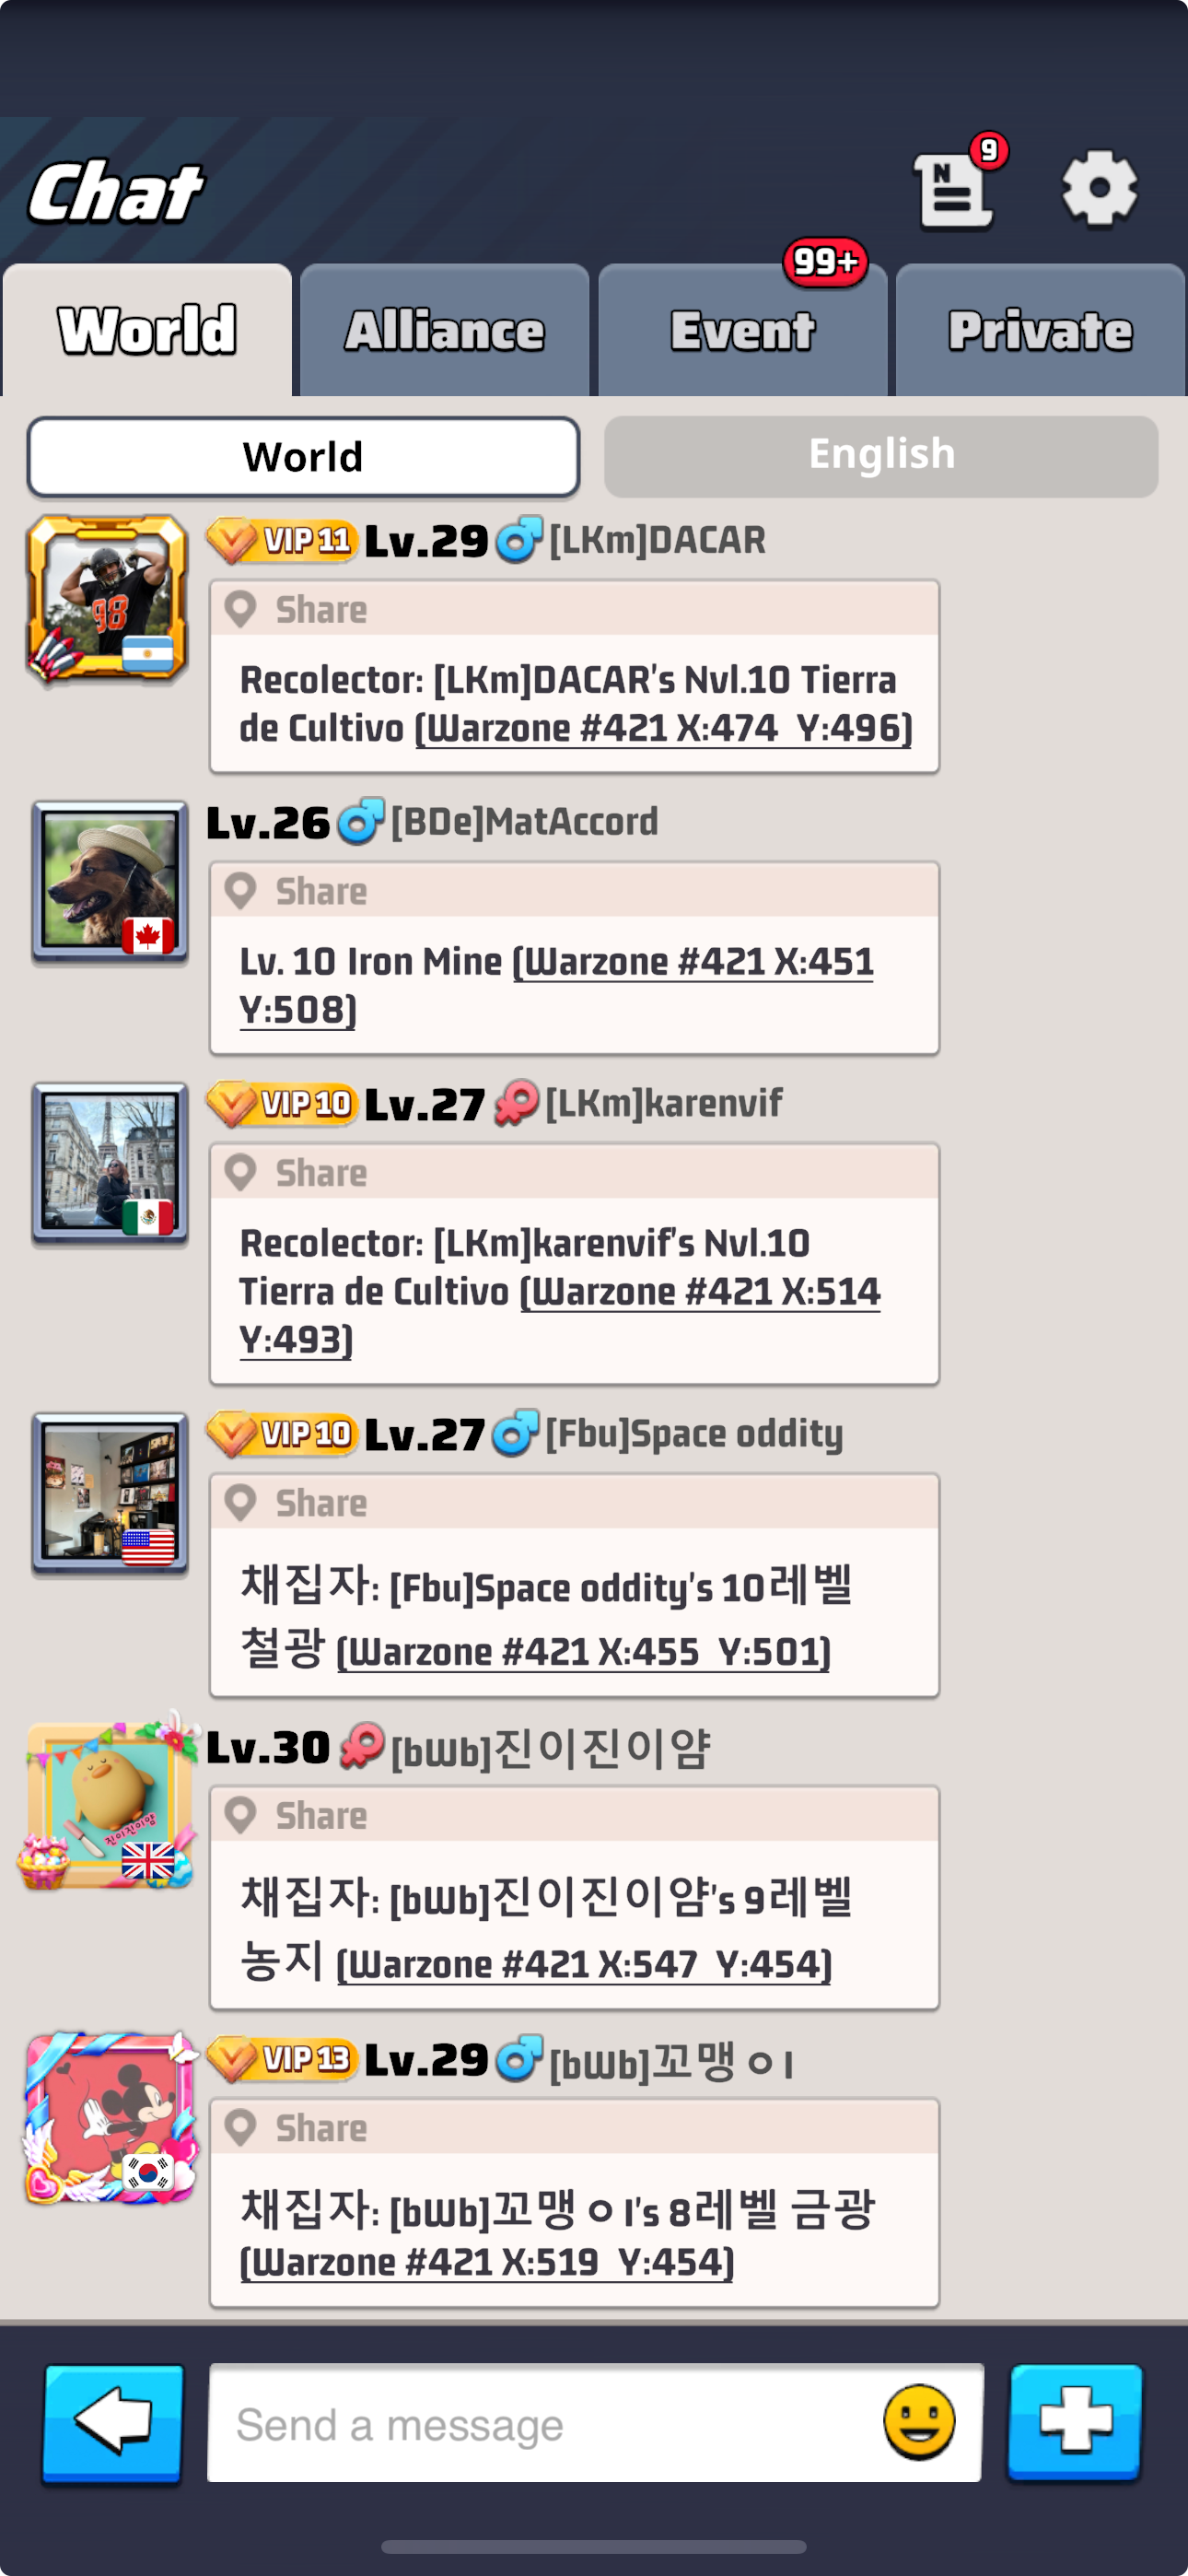 Chat
N
9
World
Alliance
Event
99+
Private
World
English
VIP 11 Lv.29 [LKm]DACAR
98
Share
Recolector: [LKm]DACAR's Nvl.10 Tierra
de Cultivo (Warzone #421 X:474 Y:496)
Lv.26 [BDe]MatAccord
Share
Lv. 10 Iron Mine (Warzone #421 X:451
Y:508)
VIP 10 Lv.27 [LKm]karenvif
Share
Recolector: [LKm]karenvif's Nvl.10
Tierra de Cultivo (Warzone #421 X:514
Y:493)
VIP 10 Lv.27 [Fbu]Space oddity
Share
채집자: [Fbu]Space oddity's 10레벨
철광 (Warzone #421 X:455 Y:501)
Lv.30 [bWb]진이진이얌
진이진이얌
Share
채집자: [bWb]진이진이얌's 9레벨
농지 (Warzone #421 X:547 Y:454)
VIP 13 Lv.29 [bWb]꼬맹ㅇI
Share
채집자: [bWb]꼬맹ㅇI's 8레벨 금광
(Warzone #421 X:519 Y:454)
Send a message